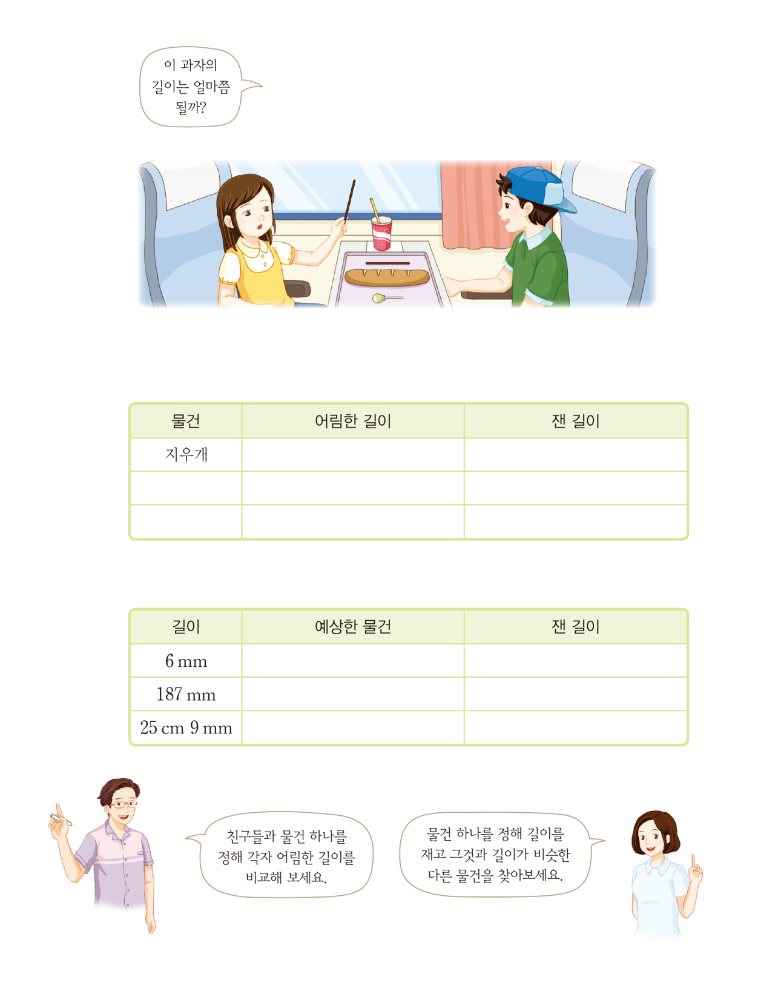 이 과자의
길이는 얼마쯤
될까?
물건 어림한 길이 잰 길이
지우개
길이 예상한 물건 잰 길이
6 mm
187 mm
25 cm 9 mm
친구들과 물건 하나를
정해 각자 어림한 길이를
비교해 보세요.
물건 하나를 정해 길이를
재고 그것과 길이가 비슷한
다른 물건을 찾아보세요.